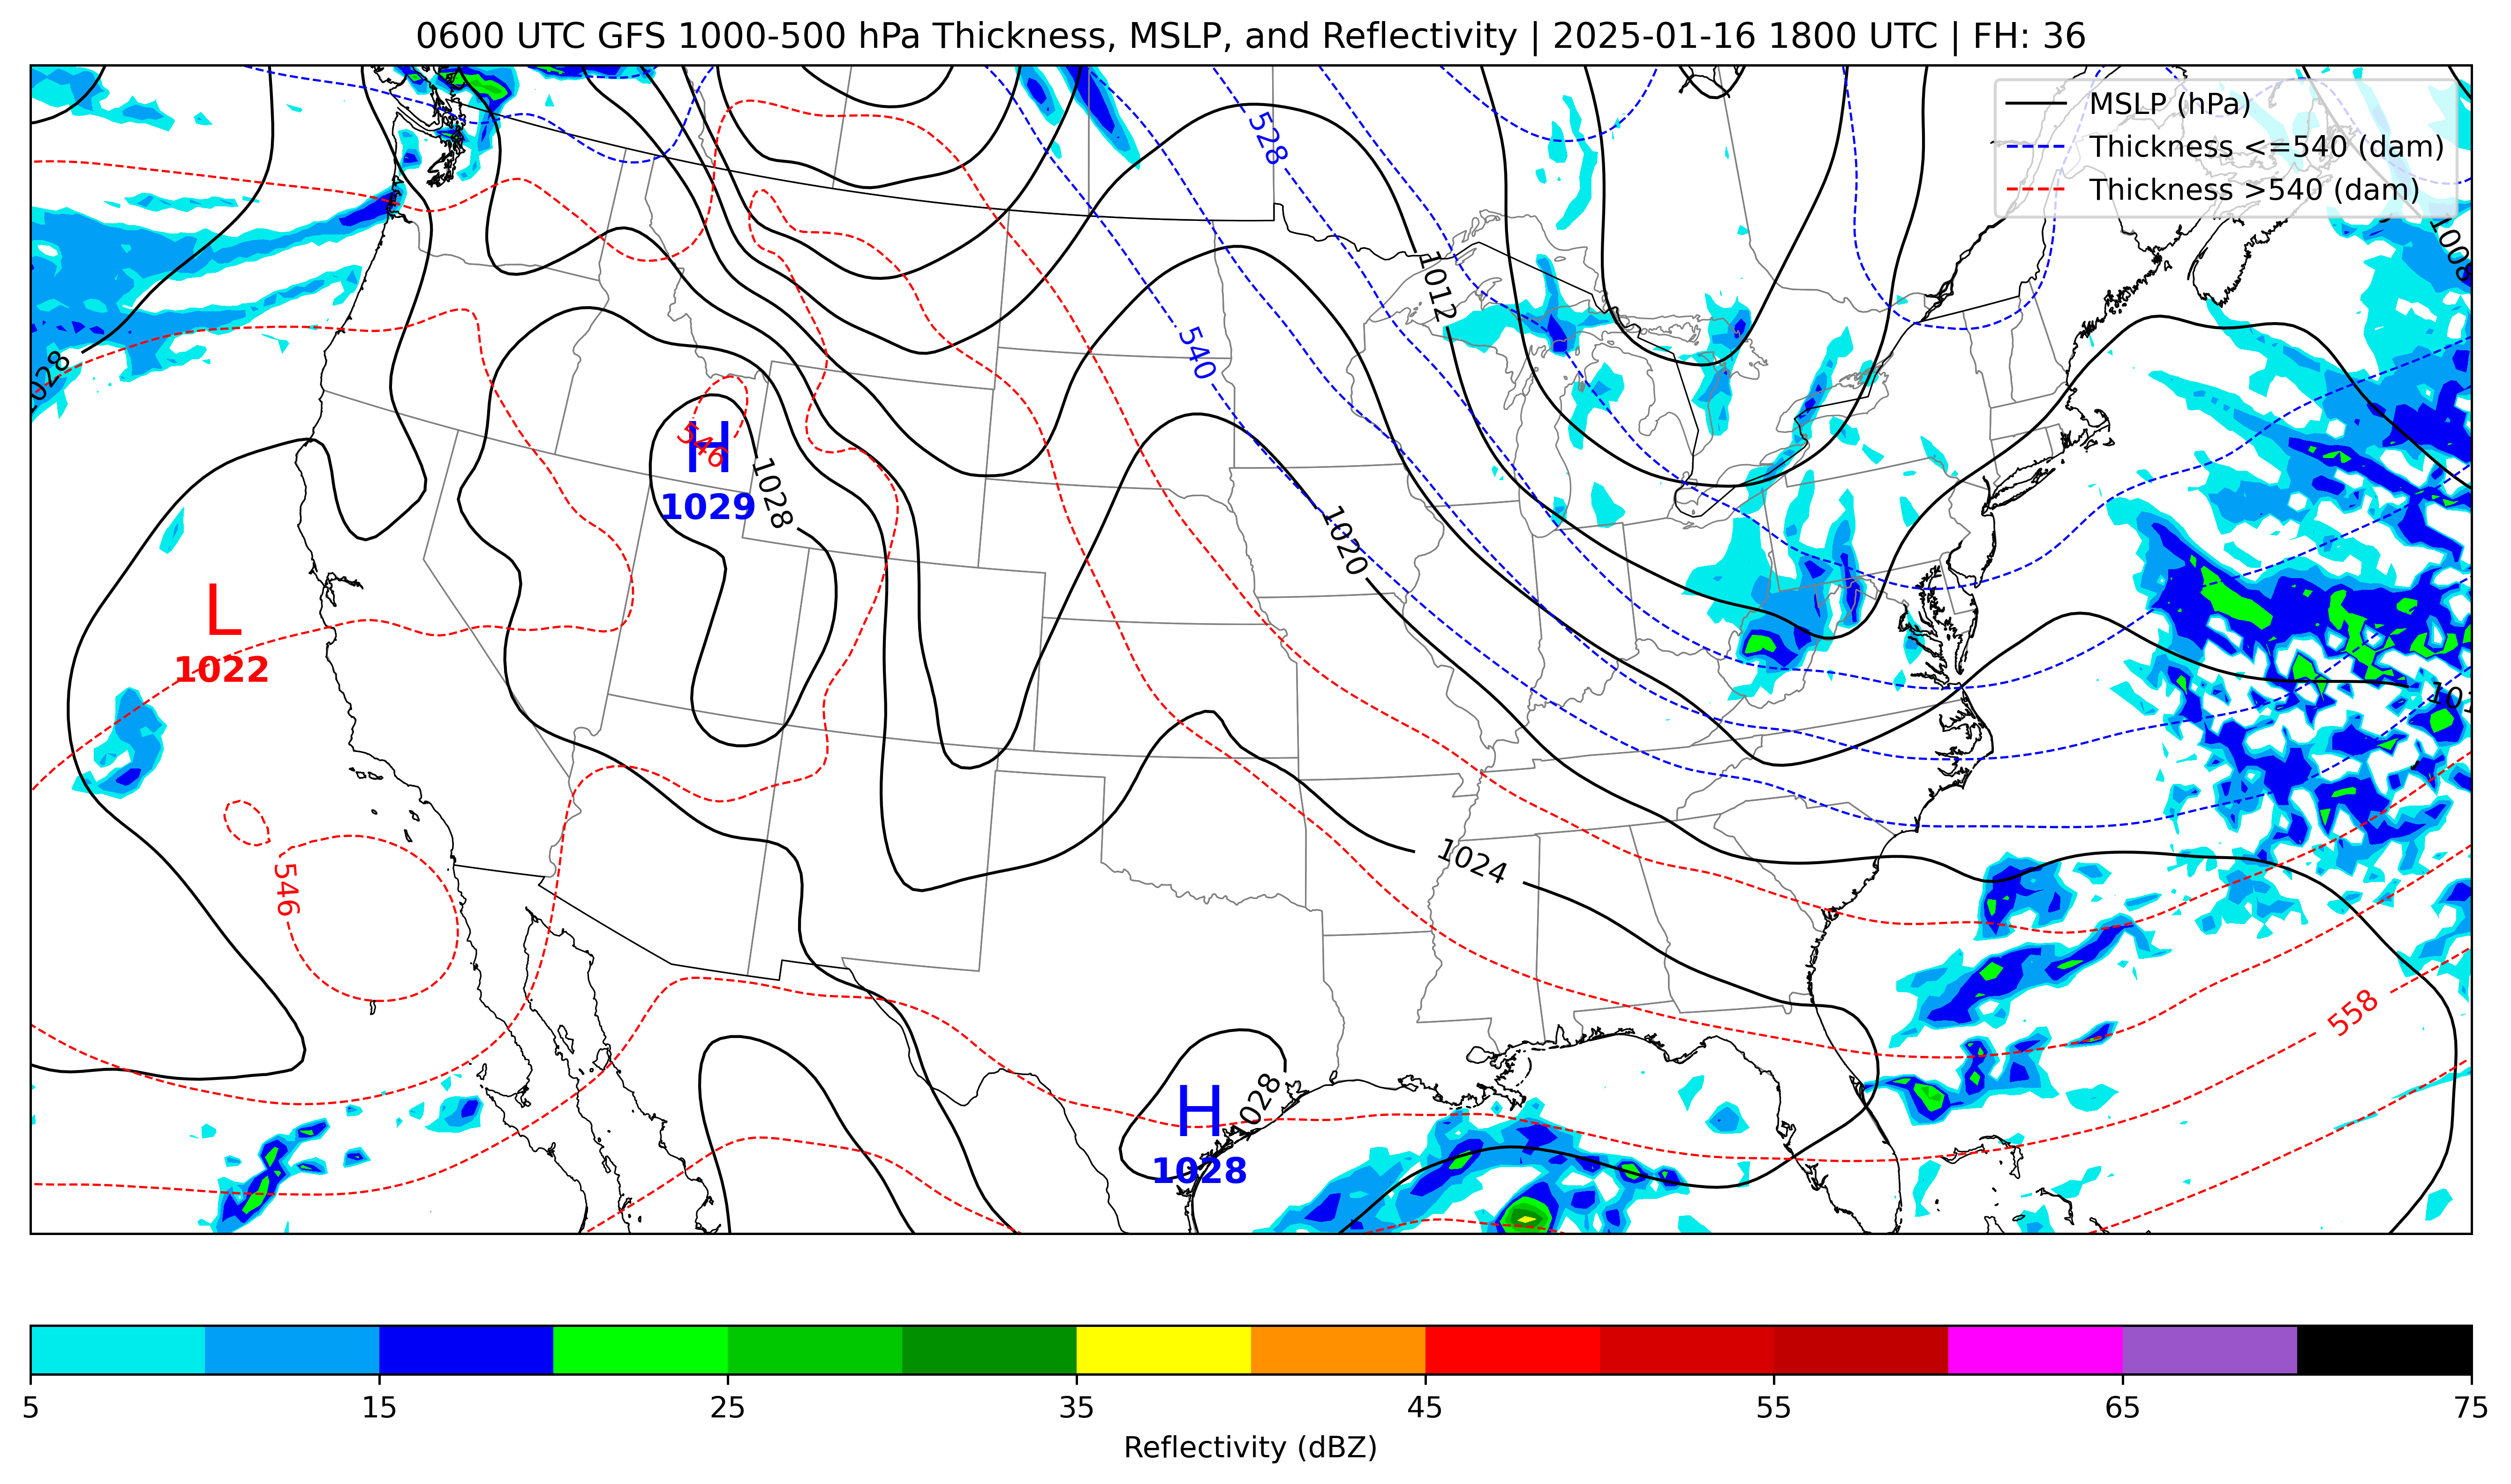 0600 UTC GFS 1000-500 hPa Thickness, MSLP, and Reflectivity | 2025-01-16 1800 UTC | FH: 36
MSLP (hPa)
Thickness <=540 (dam)
Thickness >540 (dam)
528
1008
1012
540
1028
546
H
1029
1028
1020
L
1022
1024
546
558
H
1028
1028
5 15 25 35 45 55 65 75
Reflectivity (dBZ)